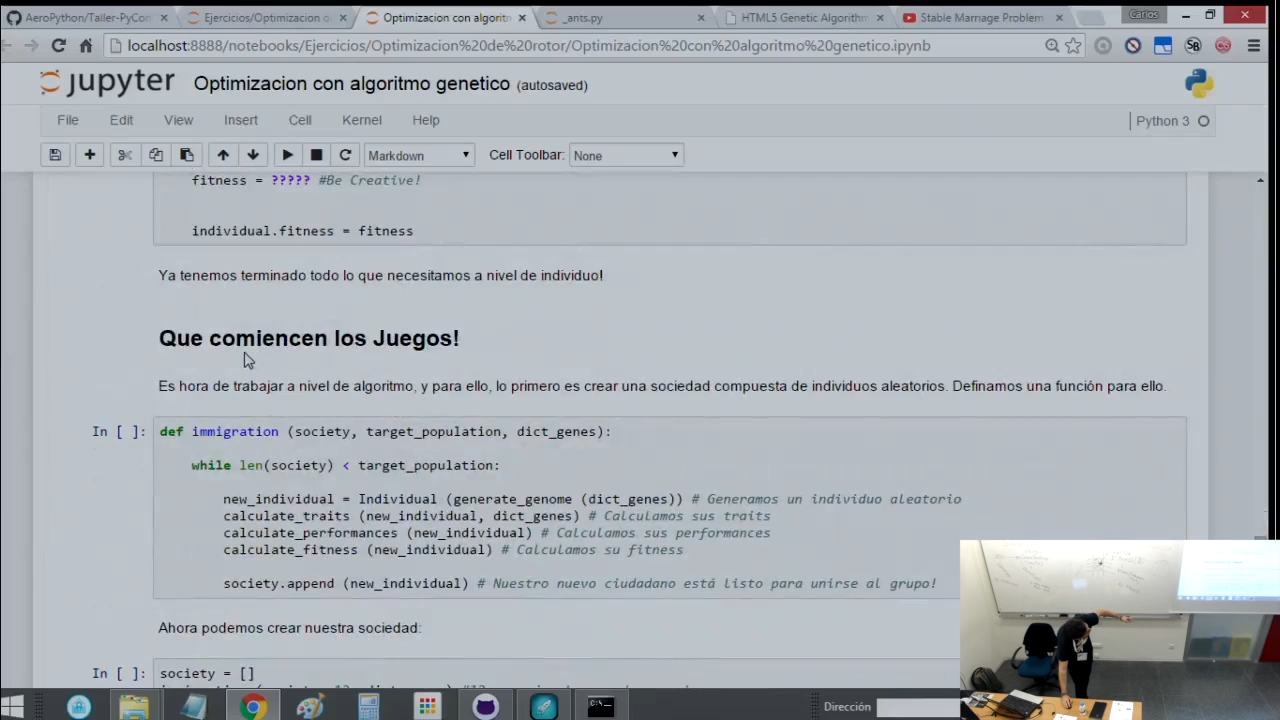 AeroPython/Taller-PyCon
Ejercicios/Optimizacion o
Optimizacion con algoritm
_ants.py
HTML5 Genetic Algorithm
Stable Marriage Problem
Carlos
localhost:8888/notebooks/Ejercicios/Optimizacion%20de%20rotor/Optimizacion%20con%20algoritmo%20genetico.ipynb
jupyter Optimizacion con algoritmo genetico (autosaved)
File Edit View Insert Cell Kernel Help Python 3
Markdown Cell Toolbar: None
fitness = ????? #Be Creative!
individual.fitness = fitness
Ya tenemos terminado todo lo que necesitamos a nivel de individuo!
Que comiencen los Juegos!
Es hora de trabajar a nivel de algoritmo, y para ello, lo primero es crear una sociedad compuesta de individuos aleatorios. Definamos una función para ello.
In [ ]: def immigration (society, target_population, dict_genes):
while len(society) < target_population:
new_individual = Individual (generate_genome (dict_genes)) # Generamos un individuo aleatorio
calculate_traits (new_individual, dict_genes) # Calculamos sus traits
calculate_performances (new_individual) # Calculamos sus performances
calculate_fitness (new_individual) # Calculamos su fitness
society.append (new_individual) # Nuestro nuevo ciudadano está listo para unirse al grupo!
Ahora podemos crear nuestra sociedad:
In [ ]: society = []
Dirección